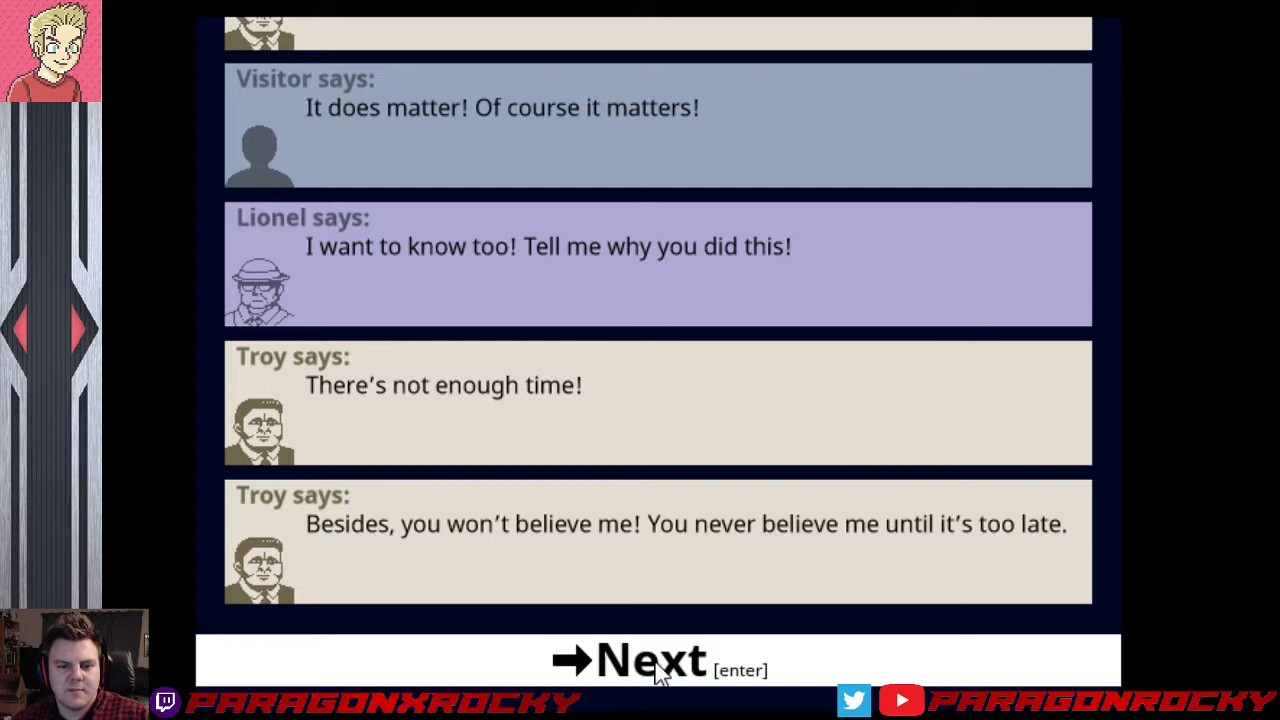 Visitor says:
It does matter! Of course it matters!
Lionel says:
I want to know too! Tell me why you did this!
Troy says:
There’s not enough time!
Troy says:
Besides, you won’t believe me! You never believe me until it’s too late.
➡Next [enter]
PARAGONXROCKY
PARAGONXROCKY